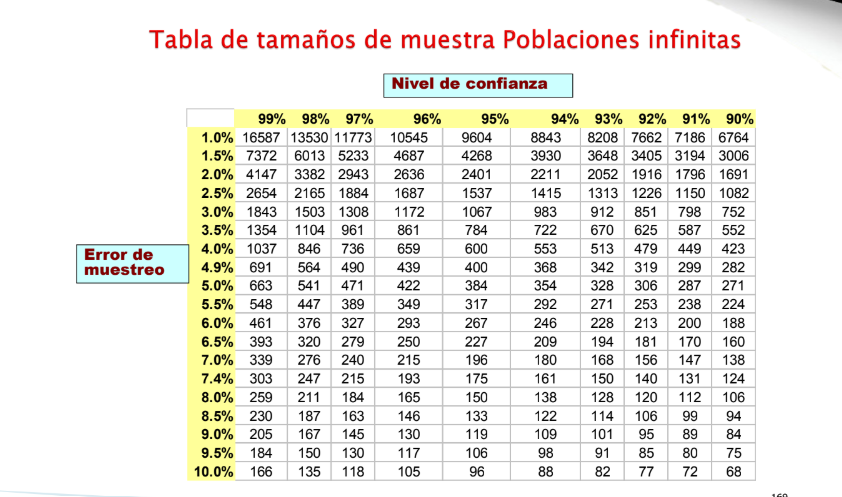 Tabla de tamaños de muestra Poblaciones infinitas
Nivel de confianza
99% 98% 97% 96% 95% 94% 93% 92% 91% 90%
1.0% 16587 13530 11773 10545 9604 8843 8208 7662 7186 6764
1.5% 7372 6013 5233 4687 4268 3930 3648 3405 3194 3006
2.0% 4147 3382 2943 2636 2401 2211 2052 1916 1796 1691
2.5% 2654 2165 1884 1687 1537 1415 1313 1226 1150 1082
3.0% 1843 1503 1308 1172 1067 983 912 851 798 752
3.5% 1354 1104 961 861 784 722 670 625 587 552
Error de
muestreo
4.0% 1037 846 736 659 600 553 513 479 449 423
4.9% 691 564 490 439 400 368 342 319 299 282
5.0% 663 541 471 422 384 354 328 306 287 271
5.5% 548 447 389 349 317 292 271 253 238 224
6.0% 461 376 327 293 267 246 228 213 200 188
6.5% 393 320 279 250 227 209 194 181 170 160
7.0% 339 276 240 215 196 180 168 156 147 138
7.4% 303 247 215 193 175 161 150 140 131 124
8.0% 259 211 184 165 150 138 128 120 112 106
8.5% 230 187 163 146 133 122 114 106 99 94
9.0% 205 167 145 130 119 109 101 95 89 84
9.5% 184 150 130 117 106 98 91 85 80 75
10.0% 166 135 118 105 96 88 82 77 72 68